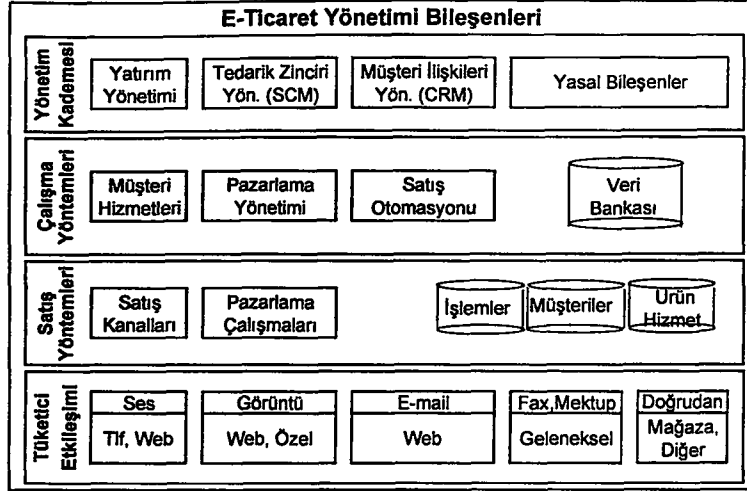 E-Ticaret Yönetimi Bileşenleri
Yönetim
Kademesi
Yatırım
Yönetimi
Tedarik Zinciri
Yön. (SCM)
Müşteri İlişkileri
Yön. (CRM)
Yasal Bileşenler
Çalışma
Yöntemleri
Müşteri
Hizmetleri
Pazarlama
Yönetimi
Satış
Otomasyonu
Veri
Bankası
Satış
Yöntemleri
Satış
Kanalları
Pazarlama
Çalışmaları
İşlemler
Müşteriler
Ürün
Hizmet
Tüketici
Etkileşimi
Ses
Tlf, Web
Görüntü
Web, Özel
E-mail
Web
Fax,Mektup
Geleneksel
Doğrudan
Mağaza,
Diğer